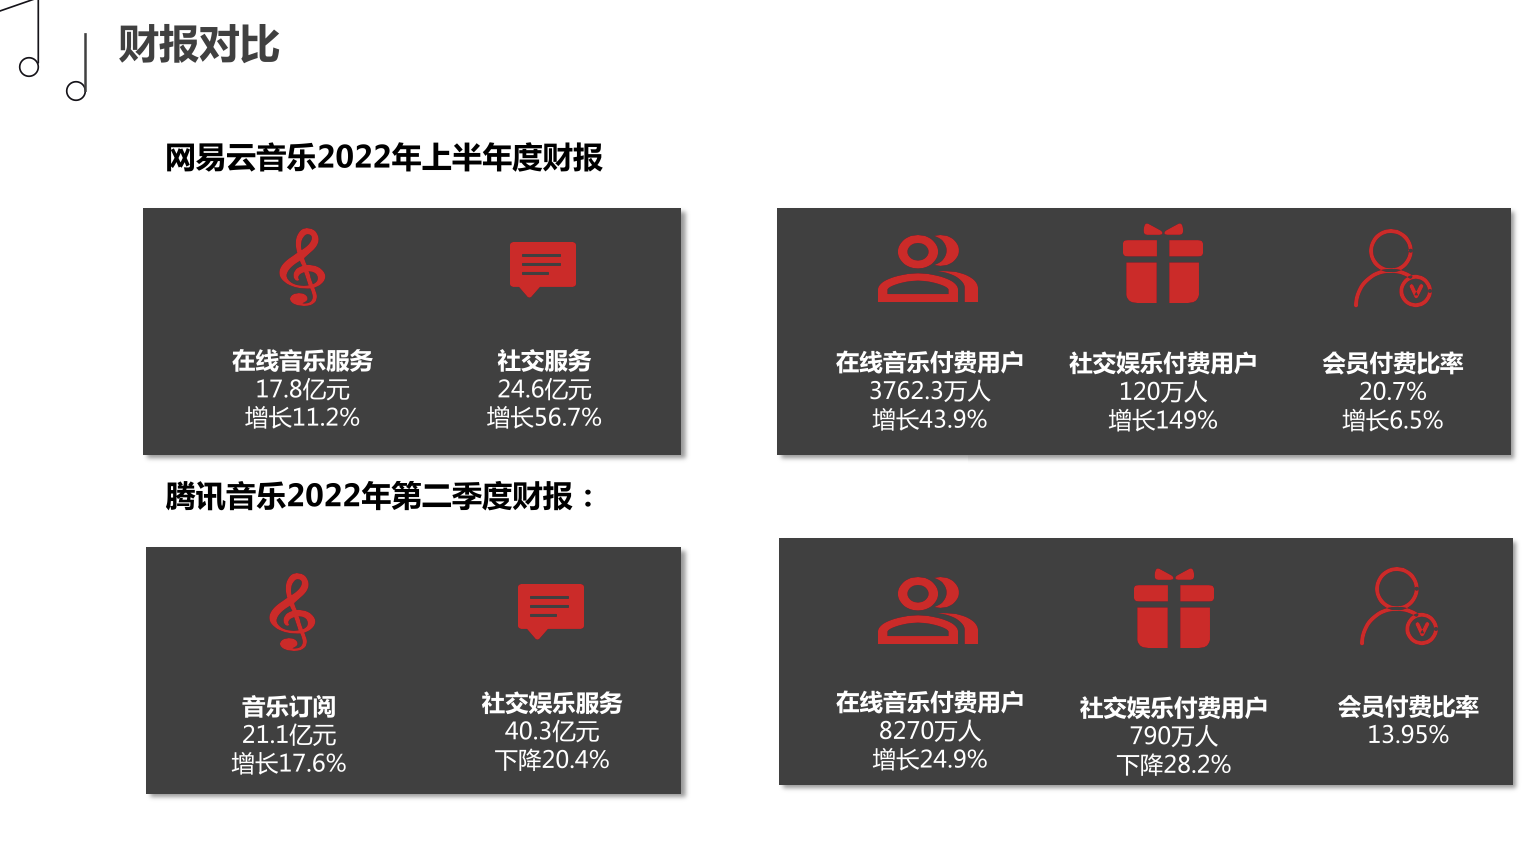 财报对比
网易云音乐2022年上半年度财报
在线音乐服务
17.8亿元
增长11.2%
社交服务
24.6亿元
增长56.7%
在线音乐付费用户
3762.3万人
增长43.9%
社交娱乐付费用户
120万人
增长149%
会员付费比率
20.7%
增长6.5%
腾讯音乐2022年第二季度财报：
音乐订阅
21.1亿元
增长17.6%
社交娱乐服务
40.3亿元
下降20.4%
在线音乐付费用户
8270万人
增长24.9%
社交娱乐付费用户
790万人
下降28.2%
会员付费比率
13.95%